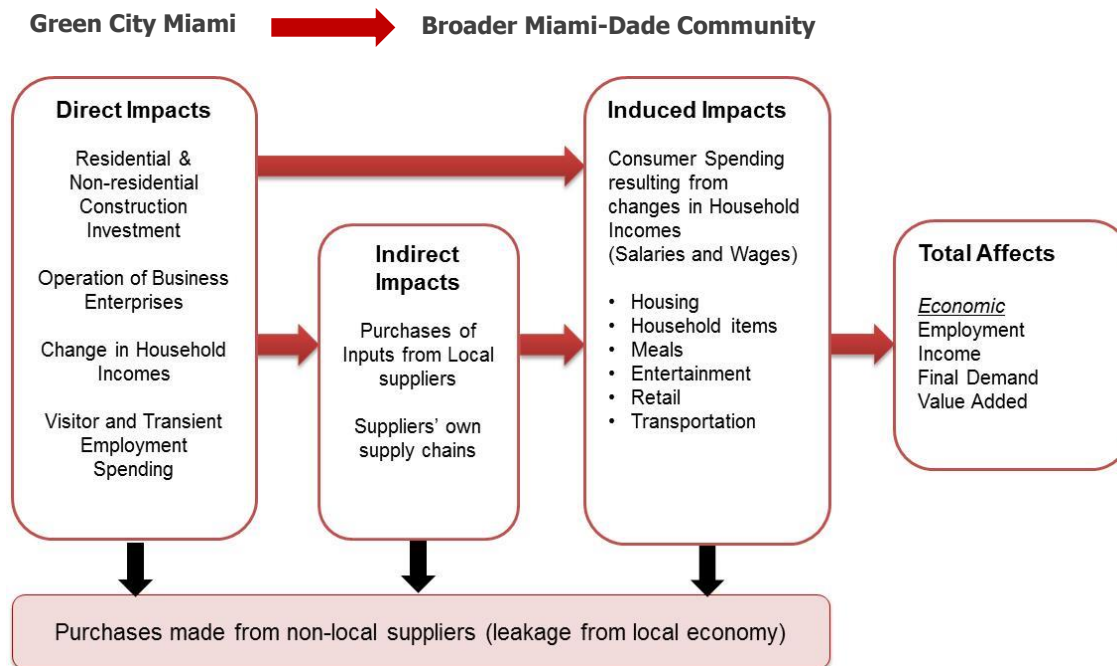 Green City Miami
Broader Miami-Dade Community
Direct Impacts
Residential &
Non-residential
Construction
Investment
Operation of Business
Enterprises
Change in Household
Incomes
Visitor and Transient
Employment
Spending
Indirect
Impacts
Purchases of
Inputs from Local
suppliers
Suppliers' own
supply chains
Induced Impacts
Consumer Spending
resulting from
changes in Household
Incomes
(Salaries and Wages)
• Housing
• Household items
• Meals
• Entertainment
• Retail
• Transportation
Total Affects
Economic
Employment
Income
Final Demand
Value Added
Purchases made from non-local suppliers (leakage from local economy)